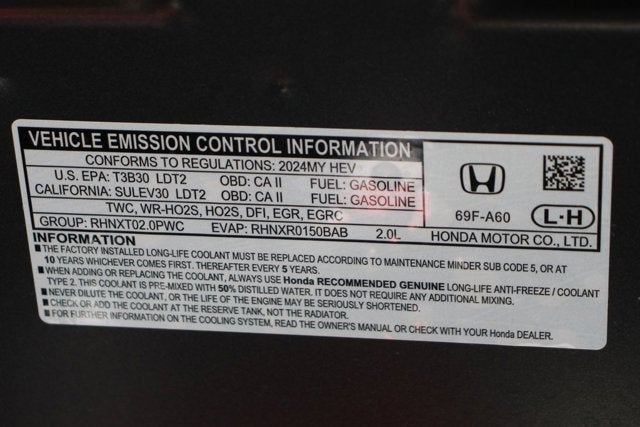 VEHICLE EMISSION CONTROL INFORMATION
CONFORMS TO REGULATIONS: 2024MY HEV
U.S. EPA: T3B30 LDT2 OBD: CA II FUEL: GASOLINE
CALIFORNIA: SULEV30 LDT2 OBD: CA II FUEL: GASOLINE
TWC, WR-HO2S, HO2S, DFI, EGR, EGRC
GROUP: RHNXT02.0PWC EVAP: RHNXR0150BAB 2.0L
69F-A60 L-H
HONDA MOTOR CO., LTD.
INFORMATION
■THE FACTORY INSTALLED LONG-LIFE COOLANT MUST BE REPLACED ACCORDING TO MAINTENANCE MINDER SUB CODE 5, OR AT
10 YEARS WHICHEVER COMES FIRST. THEREAFTER EVERY 5 YEARS.
■WHEN ADDING OR REPLACING THE COOLANT, ALWAYS USE Honda RECOMMENDED GENUINE LONG-LIFE ANTI-FREEZE / COOLANT
TYPE 2. THIS COOLANT IS PRE-MIXED WITH 50% DISTILLED WATER. IT DOES NOT REQUIRE ANY ADDITIONAL MIXING.
■NEVER DILUTE THE COOLANT, OR THE LIFE OF THE ENGINE MAY BE SERIOUSLY SHORTENED.
■CHECK OR ADD THE COOLANT AT THE RESERVE TANK, NOT THE RADIATOR.
■FOR FURTHER INFORMATION ON THE COOLING SYSTEM, READ THE OWNER'S MANUAL OR CHECK WITH YOUR Honda DEALER.